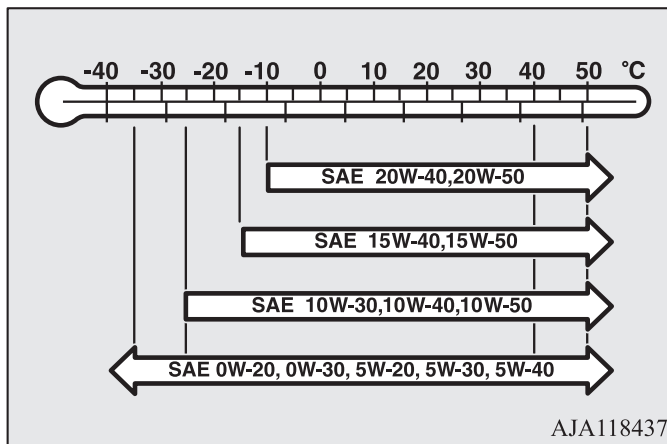 -40 -30 -20 -10 0 10 20 30 40 50 °C
SAE 20W-40,20W-50
SAE 15W-40,15W-50
SAE 10W-30,10W-40,10W-50
SAE 0W-20, 0W-30, 5W-20, 5W-30, 5W-40
AJA118437